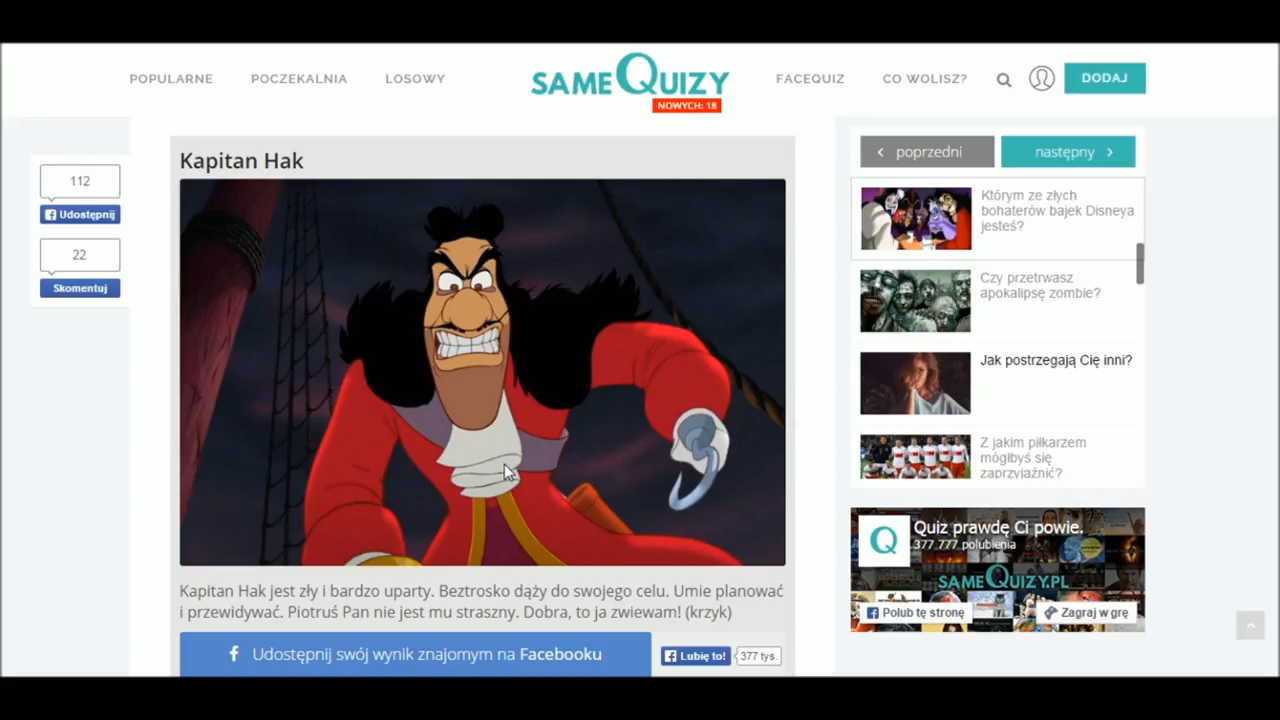 POPULARNE
POCZEKALNIA
LOSOWY
SAMEQUIZY
NOWYCH: 18
FACEQUIZ
CO WOLISZ?
DODAJ
112
Udostępnij
22
Skomentuj
Kapitan Hak
Kapitan Hak jest zły i bardzo uparty. Beztrosko dąży do swojego celu. Umie planować
i przewidywać. Piotruś Pan nie jest mu straszny. Dobra, to ja zwiewam! (krzyk)
Udostępnij swój wynik znajomym na Facebooku
Lubię to!
377 tys.
poprzedni
następny
Którym ze złych
bohaterów bajek Disneya
jesteś?
Czy przetrwasz
apokalipsę zombie?
Jak postrzegają Cię inni?
Z jakim piłkarzem
mógłbyś się
zaprzyjaźnić?
Q
Quiz prawdę Ci powie.
377 777 polubienia
SAMEQUIZY.PL
Polub tę stronę
Zagraj w grę